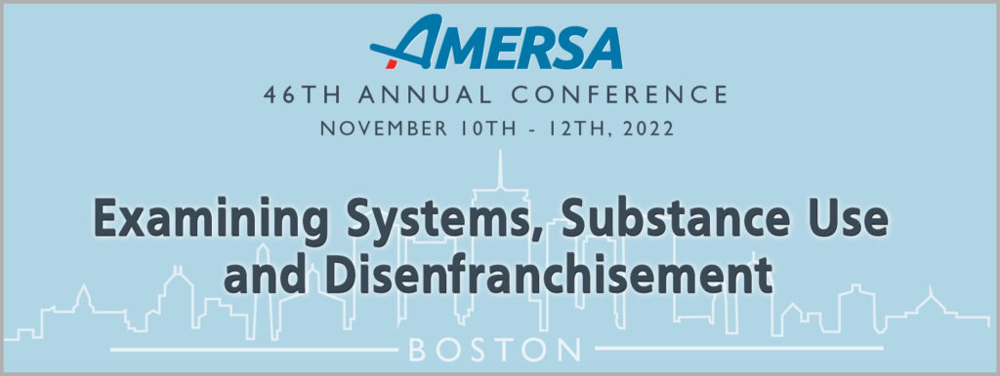 AMERSA
46TH ANNUAL CONFERENCE
NOVEMBER 10TH - 12TH, 2022
Examining Systems, Substance Use
and Disenfranchisement
BOSTON